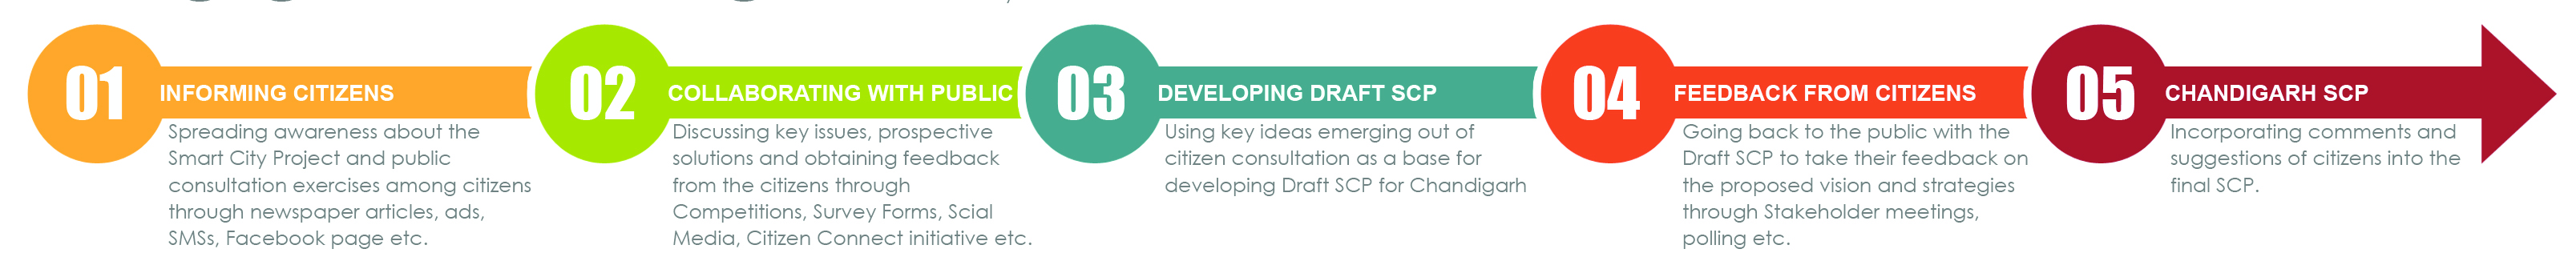 01
INFORMING CITIZENS
Spreading awareness about the
Smart City Project and public
consultation exercises among citizens
through newspaper articles, ads,
SMSs, Facebook page etc.
02
COLLABORATING WITH PUBLIC
Discussing key issues, prospective
solutions and obtaining feedback
from the citizens through
Competitions, Survey Forms, Scial
Media, Citizen Connect initiative etc.
03
DEVELOPING DRAFT SCP
Using key ideas emerging out of
citizen consultation as a base for
developing Draft SCP for Chandigarh
04
FEEDBACK FROM CITIZENS
Going back to the public with the
Draft SCP to take their feedback on
the proposed vision and strategies
through Stakeholder meetings,
polling etc.
05
CHANDIGARH SCP
Incorporating comments and
suggestions of citizens into the
final SCP.